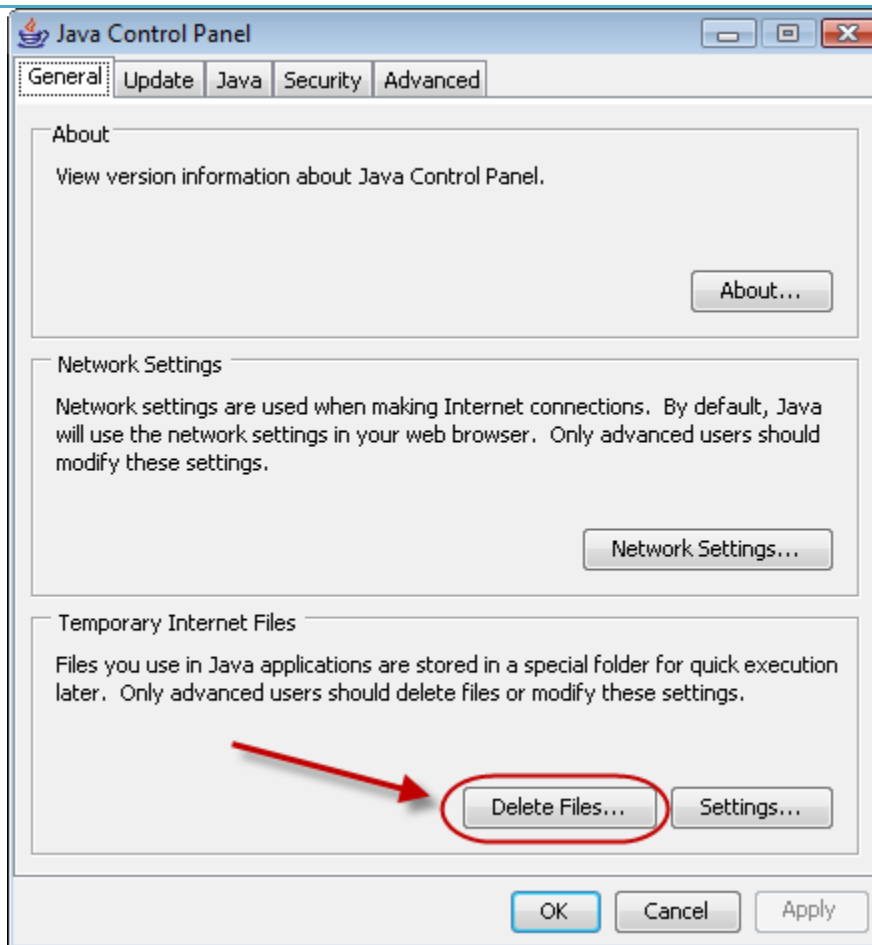 Java Control Panel
General Update Java Security Advanced
About
View version information about Java Control Panel.
About...
Network Settings
Network settings are used when making Internet connections.  By default, Java
will use the network settings in your web browser.  Only advanced users should
modify these settings.
Network Settings...
Temporary Internet Files
Files you use in Java applications are stored in a special folder for quick execution
later.  Only advanced users should delete files or modify these settings.
Delete Files... Settings...
OK Cancel Apply